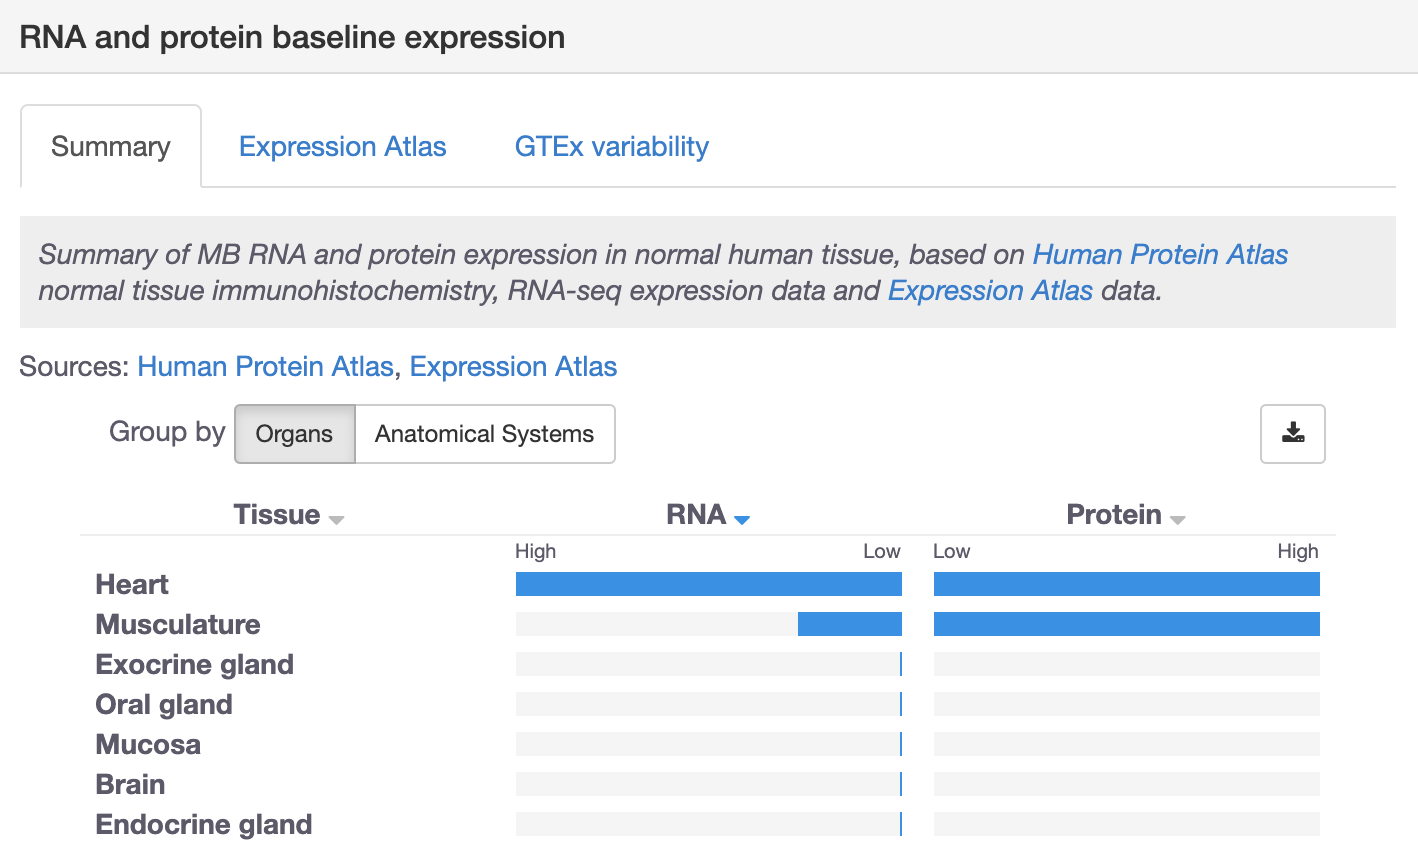 RNA and protein baseline expression
Summary Expression Atlas GTEx variability
Summary of MB RNA and protein expression in normal human tissue, based on Human Protein Atlas
normal tissue immunohistochemistry, RNA-seq expression data and Expression Atlas data.
Sources: Human Protein Atlas, Expression Atlas
Group by Organs Anatomical Systems
Tissue RNA Protein
High Low Low High
Heart
Musculature
Exocrine gland
Oral gland
Mucosa
Brain
Endocrine gland